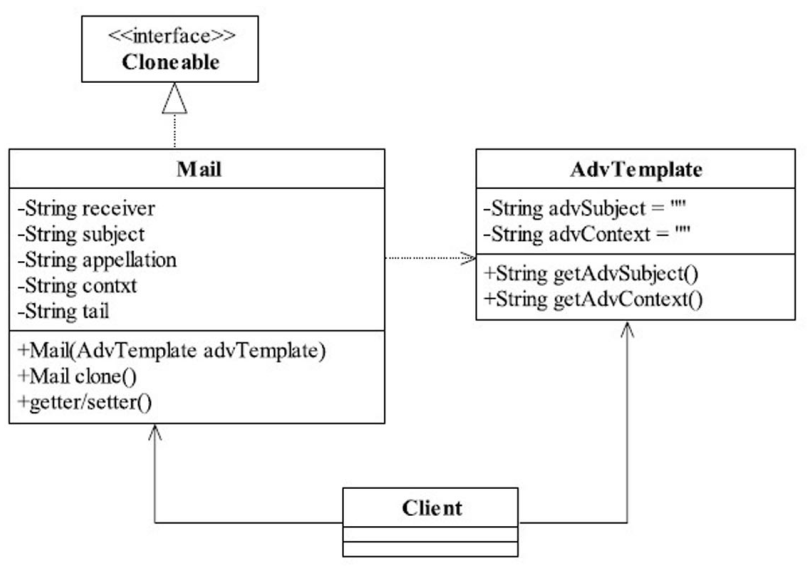 <<interface>>
Cloneable
Mail
-String receiver
-String subject
-String appellation
-String contxt
-String tail
+Mail(AdvTemplate advTemplate)
+Mail clone()
+getter/setter()
AdvTemplate
-String advSubject = ""
-String advContext = ""
+String getAdvSubject()
+String getAdvContext()
Client